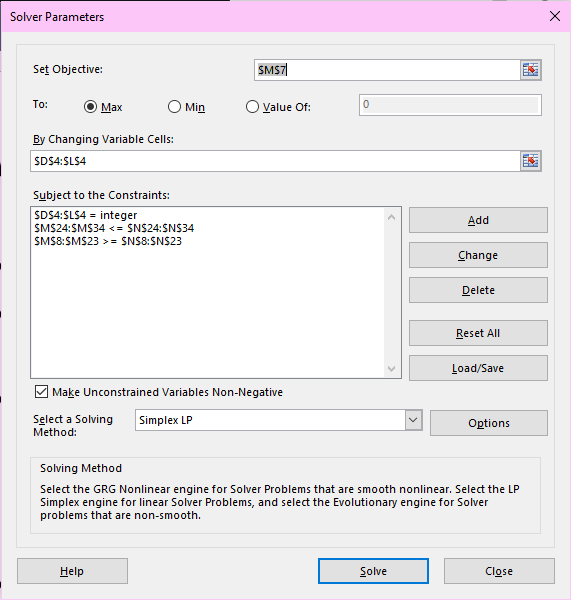 Solver Parameters
Set Objective:
$M$7
To:
Max
Min
Value Of:
0
By Changing Variable Cells:
$D$4:$L$4
Subject to the Constraints:
$D$4:$L$4 = integer
$M$24:$M$34 <= $N$24:$N$34
$M$8:$M$23 >= $N$8:$N$23
Add
Change
Delete
Reset All
Load/Save
Make Unconstrained Variables Non-Negative
Select a Solving
Method:
Simplex LP
Options
Solving Method
Select the GRG Nonlinear engine for Solver Problems that are smooth nonlinear. Select the LP
Simplex engine for linear Solver Problems, and select the Evolutionary engine for Solver
problems that are non-smooth.
Help
Solve
Close